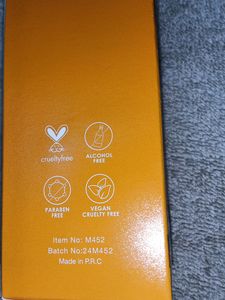 crueltyfree
ALCOHOL
FREE
PARABEN
FREE
VEGAN
CRUELTY FREE
Item No: M452
Batch No:24M452
Made in P.R.C